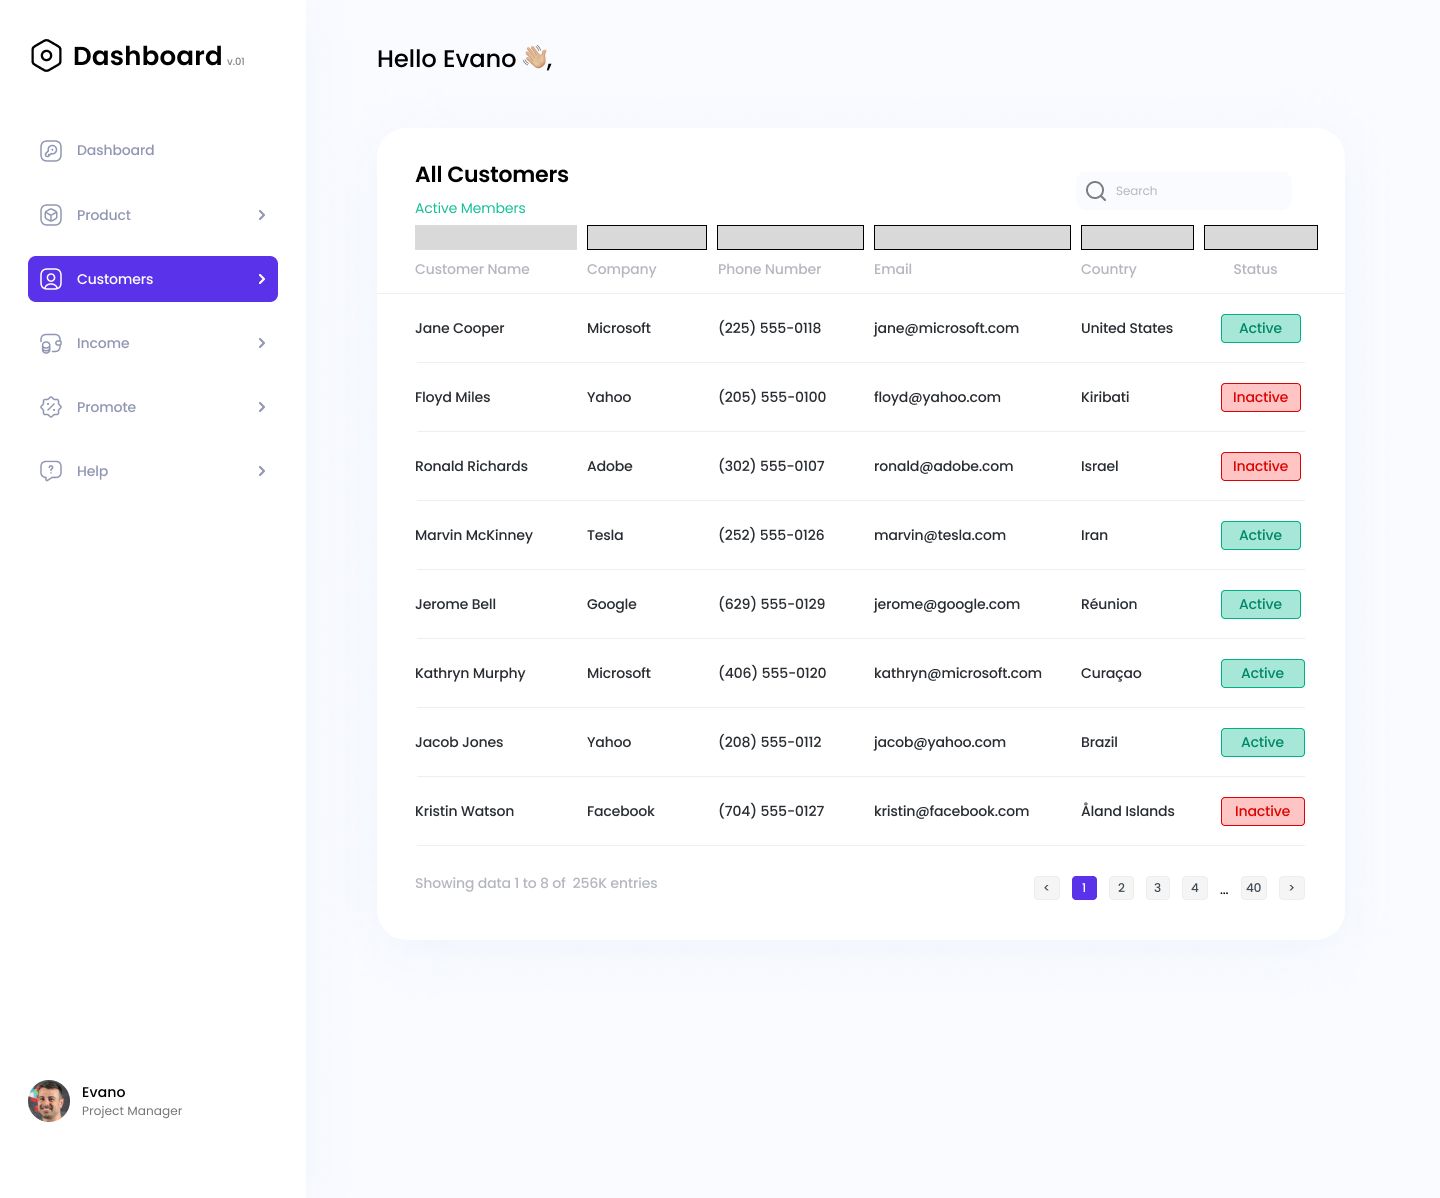 Dashboard v.01
Dashboard
Product
Customers
Income
Promote
Help
Evano
Project Manager
Hello Evano 👋🏼,
All Customers
Active Members
Search
Customer Name Company Phone Number Email Country Status
Jane Cooper Microsoft (225) 555-0118 jane@microsoft.com United States Active
Floyd Miles Yahoo (205) 555-0100 floyd@yahoo.com Kiribati Inactive
Ronald Richards Adobe (302) 555-0107 ronald@adobe.com Israel Inactive
Marvin McKinney Tesla (252) 555-0126 marvin@tesla.com Iran Active
Jerome Bell Google (629) 555-0129 jerome@google.com Réunion Active
Kathryn Murphy Microsoft (406) 555-0120 kathryn@microsoft.com Curaçao Active
Jacob Jones Yahoo (208) 555-0112 jacob@yahoo.com Brazil Active
Kristin Watson Facebook (704) 555-0127 kristin@facebook.com Åland Islands Inactive
Showing data 1 to 8 of 256K entries
< 1 2 3 4 ... 40 >